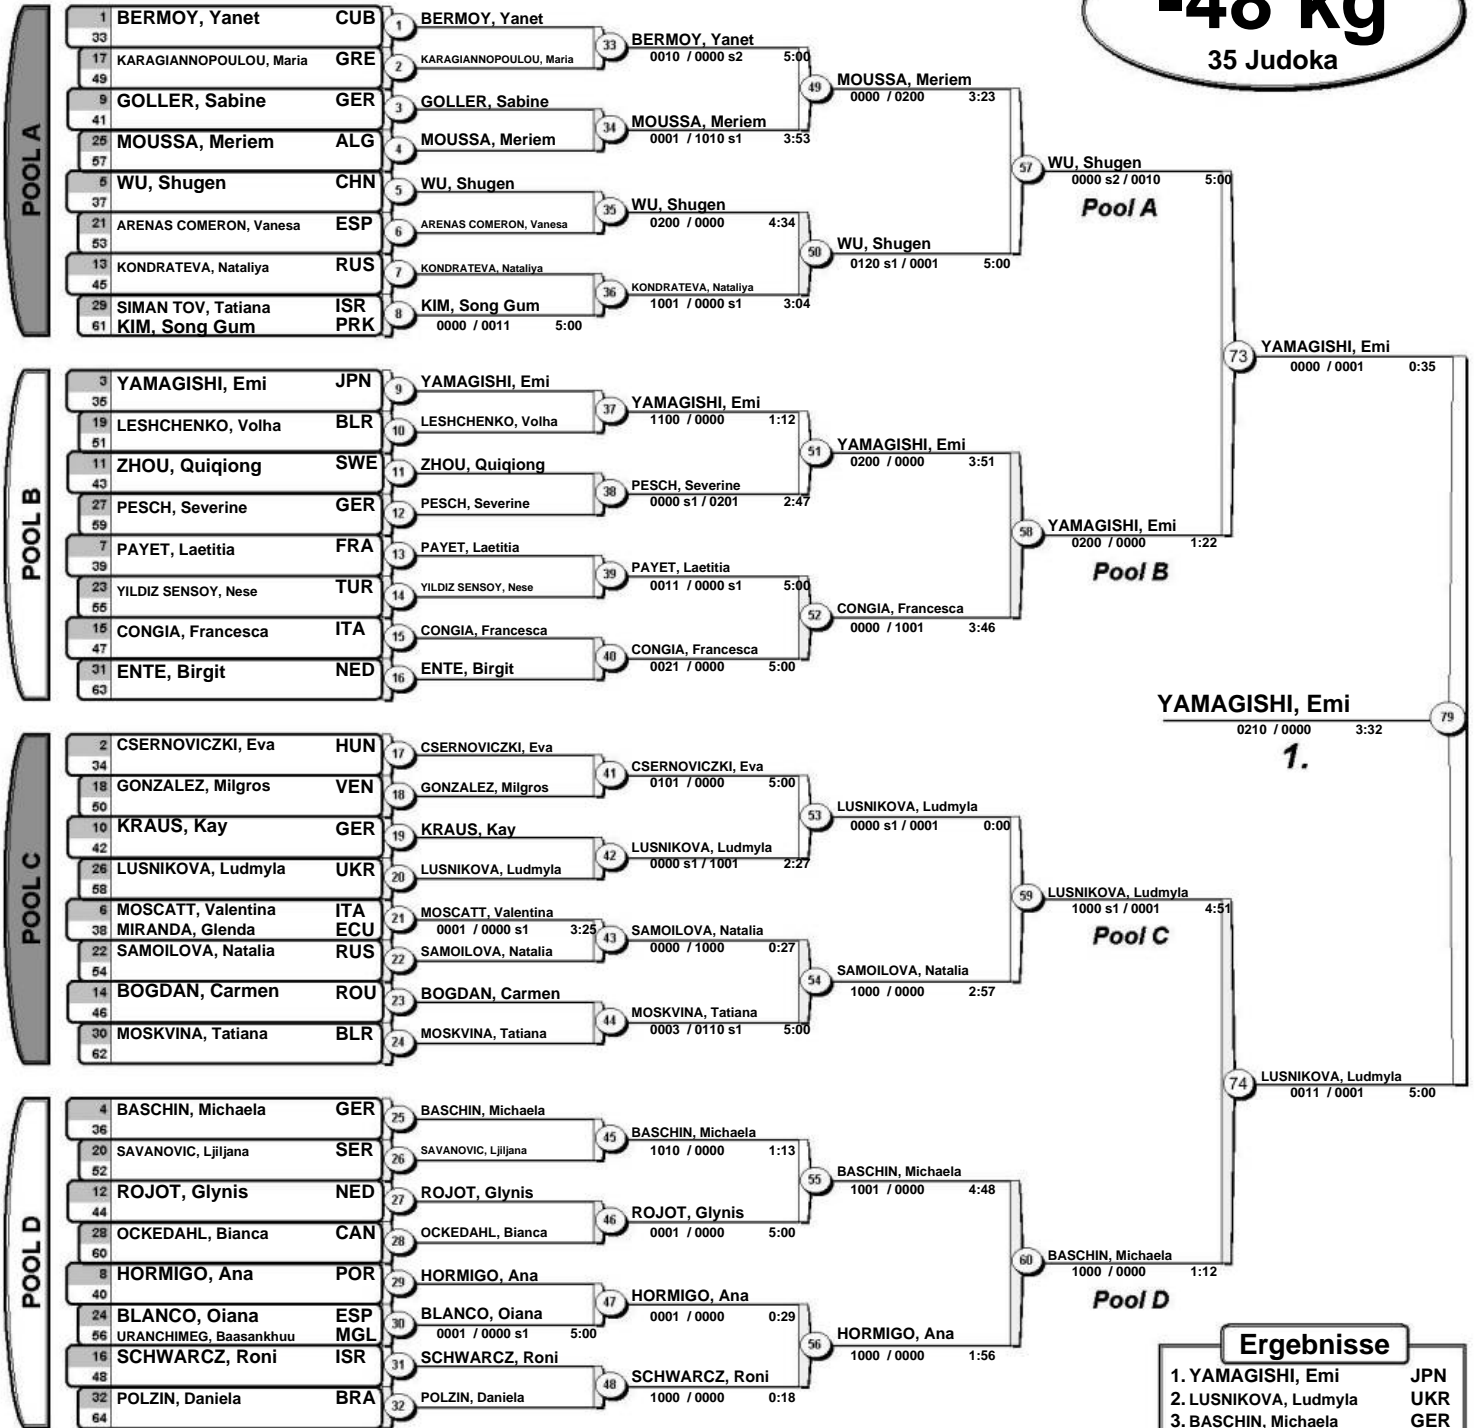 -48 kg
35 Judoka
POOL A
1 BERMOY, Yanet CUB
33
17 KARAGIANNOPOULOU, Maria GRE
49
9 GOLLER, Sabine GER
41
25 MOUSSA, Meriem ALG
57
5 WU, Shugen CHN
37
21 ARENAS COMERON, Vanesa ESP
53
13 KONDRATEVA, Nataliya RUS
45
29 SIMAN TOV, Tatiana ISR
61 KIM, Song Gum PRK
1 BERMOY, Yanet
2 KARAGIANNOPOULOU, Maria
3 GOLLER, Sabine
4 MOUSSA, Meriem
5 WU, Shugen
6 ARENAS COMERON, Vanesa
7 KONDRATEVA, Nataliya
8 KIM, Song Gum
0000 / 0011 5:00
33 BERMOY, Yanet
0010 / 0000 s2 5:00
34 MOUSSA, Meriem
0001 / 1010 s1 3:53
35 WU, Shugen
0200 / 0000 4:34
36 KONDRATEVA, Nataliya
1001 / 0000 s1 3:04
49 MOUSSA, Meriem
0000 / 0200 3:23
50 WU, Shugen
0120 s1 / 0001 5:00
57 WU, Shugen
0000 s2 / 0010 5:00
Pool A
POOL B
3 YAMAGISHI, Emi JPN
35
19 LESHCHENKO, Volha BLR
51
11 ZHOU, Quiqiong SWE
43
27 PESCH, Severine GER
59
7 PAYET, Laetitia FRA
39
23 YILDIZ SENSOY, Nese TUR
55
15 CONGIA, Francesca ITA
47
31 ENTE, Birgit NED
63
9 YAMAGISHI, Emi
10 LESHCHENKO, Volha
11 ZHOU, Quiqiong
12 PESCH, Severine
13 PAYET, Laetitia
14 YILDIZ SENSOY, Nese
15 CONGIA, Francesca
16 ENTE, Birgit
37 YAMAGISHI, Emi
1100 / 0000 1:12
38 PESCH, Severine
0000 s1 / 0201 2:47
39 PAYET, Laetitia
0011 / 0000 s1 5:00
40 CONGIA, Francesca
0021 / 0000 5:00
51 YAMAGISHI, Emi
0200 / 0000 3:51
52 CONGIA, Francesca
0000 / 1001 3:46
58 YAMAGISHI, Emi
0200 / 0000 1:22
Pool B
73 YAMAGISHI, Emi
0000 / 0001 0:35
POOL C
2 CSERNOVICZKI, Eva HUN
34
18 GONZALEZ, Milgros VEN
50
10 KRAUS, Kay GER
42
26 LUSNIKOVA, Ludmyla UKR
58
6 MOSCATT, Valentina ITA
38 MIRANDA, Glenda ECU
22 SAMOILOVA, Natalia RUS
54
14 BOGDAN, Carmen ROU
46
30 MOSKVINA, Tatiana BLR
62
17 CSERNOVICZKI, Eva
18 GONZALEZ, Milgros
19 KRAUS, Kay
20 LUSNIKOVA, Ludmyla
21 MOSCATT, Valentina
0001 / 0000 s1 3:25
22 SAMOILOVA, Natalia
23 BOGDAN, Carmen
24 MOSKVINA, Tatiana
41 CSERNOVICZKI, Eva
0101 / 0000 5:00
42 LUSNIKOVA, Ludmyla
0000 s1 / 1001 2:27
43 SAMOILOVA, Natalia
0000 / 1000 0:27
44 MOSKVINA, Tatiana
0003 / 0110 s1 5:00
53 LUSNIKOVA, Ludmyla
0000 s1 / 0001 0:00
54 SAMOILOVA, Natalia
1000 / 0000 2:57
59 LUSNIKOVA, Ludmyla
1000 s1 / 0001 4:51
Pool C
POOL D
4 BASCHIN, Michaela GER
36
20 SAVANOVIC, Ljiljana SER
52
12 ROJOT, Glynis NED
44
28 OCKEDAHL, Bianca CAN
60
8 HORMIGO, Ana POR
40
24 BLANCO, Oiana ESP
56 URANCHIMEG, Baasankhuu MGL
16 SCHWARCZ, Roni ISR
48
32 POLZIN, Daniela BRA
64
25 BASCHIN, Michaela
26 SAVANOVIC, Ljiljana
27 ROJOT, Glynis
28 OCKEDAHL, Bianca
29 HORMIGO, Ana
30 BLANCO, Oiana
0001 / 0000 s1 5:00
31 SCHWARCZ, Roni
32 POLZIN, Daniela
45 BASCHIN, Michaela
1010 / 0000 1:13
46 ROJOT, Glynis
0001 / 0000 5:00
47 HORMIGO, Ana
0001 / 0000 0:29
48 SCHWARCZ, Roni
1000 / 0000 0:18
55 BASCHIN, Michaela
1001 / 0000 4:48
56 HORMIGO, Ana
1000 / 0000 1:56
60 BASCHIN, Michaela
1000 / 0000 1:12
Pool D
74 LUSNIKOVA, Ludmyla
0011 / 0001 5:00
YAMAGISHI, Emi 79
0210 / 0000 3:32
1.
Ergebnisse
1. YAMAGISHI, Emi JPN
2. LUSNIKOVA, Ludmyla UKR
3. BASCHIN, Michaela GER